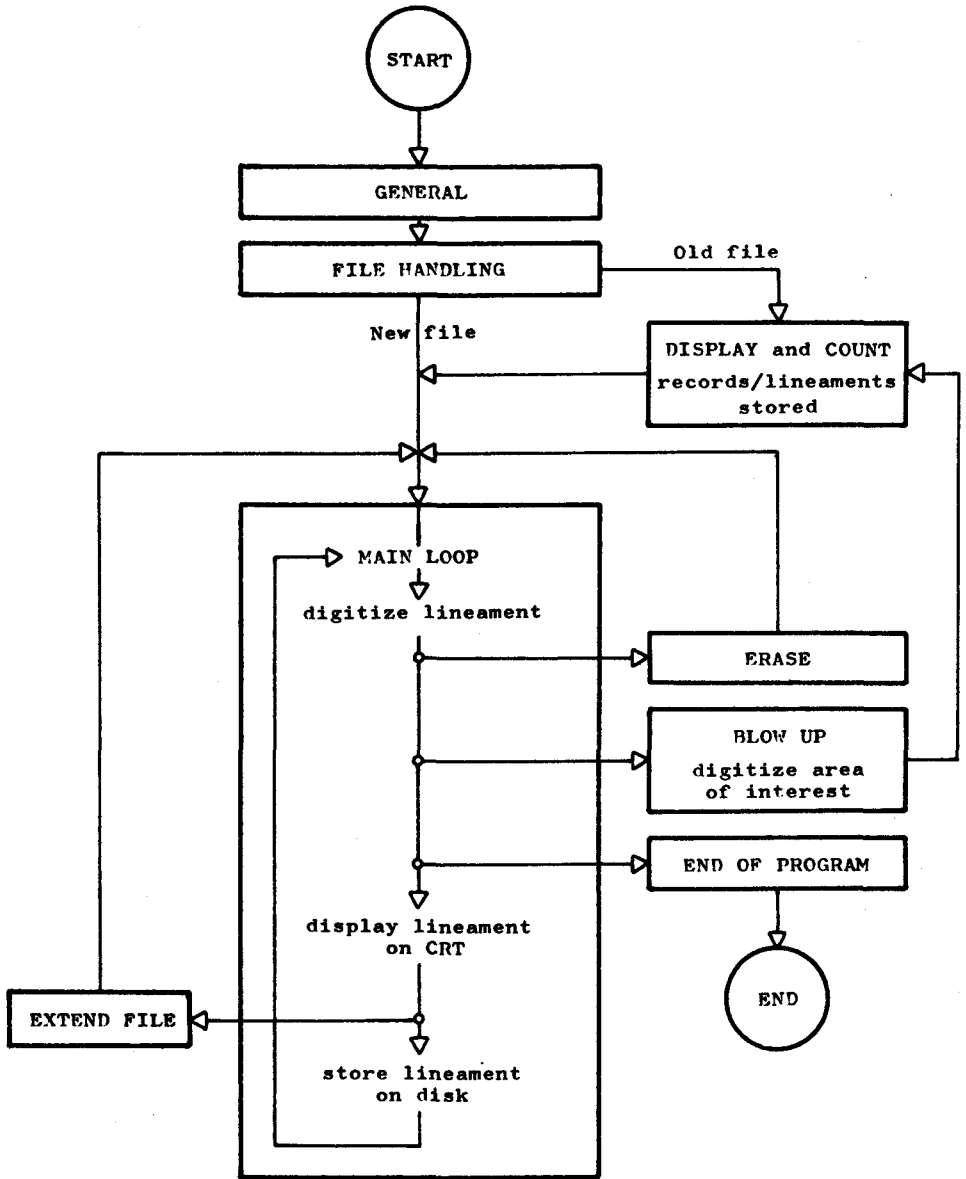 START
GENERAL
FILE HANDLING
Old file
New file
DISPLAY and COUNT
records/lineaments
stored
MAIN LOOP
digitize lineament
ERASE
BLOW UP
digitize area
of interest
END OF PROGRAM
display lineament
on CRT
END
EXTEND FILE
store lineament
on disk